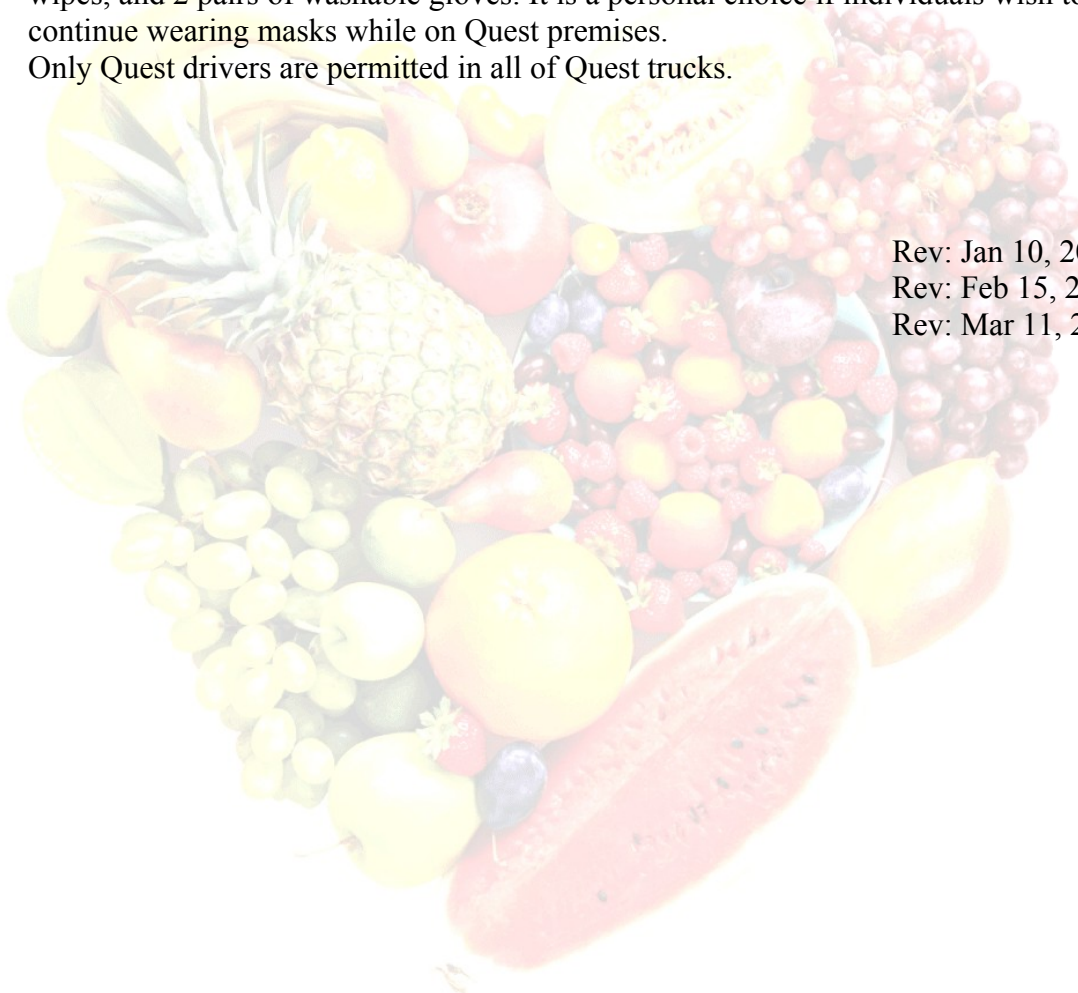 wipes, and 2 pairs of washable gloves. It is a personal choice if individuals wish to
continue wearing masks while on Quest premises.
Only Quest drivers are permitted in all of Quest trucks.
Rev: Jan 10,
Rev: Feb 15,
Rev: Mar 11,